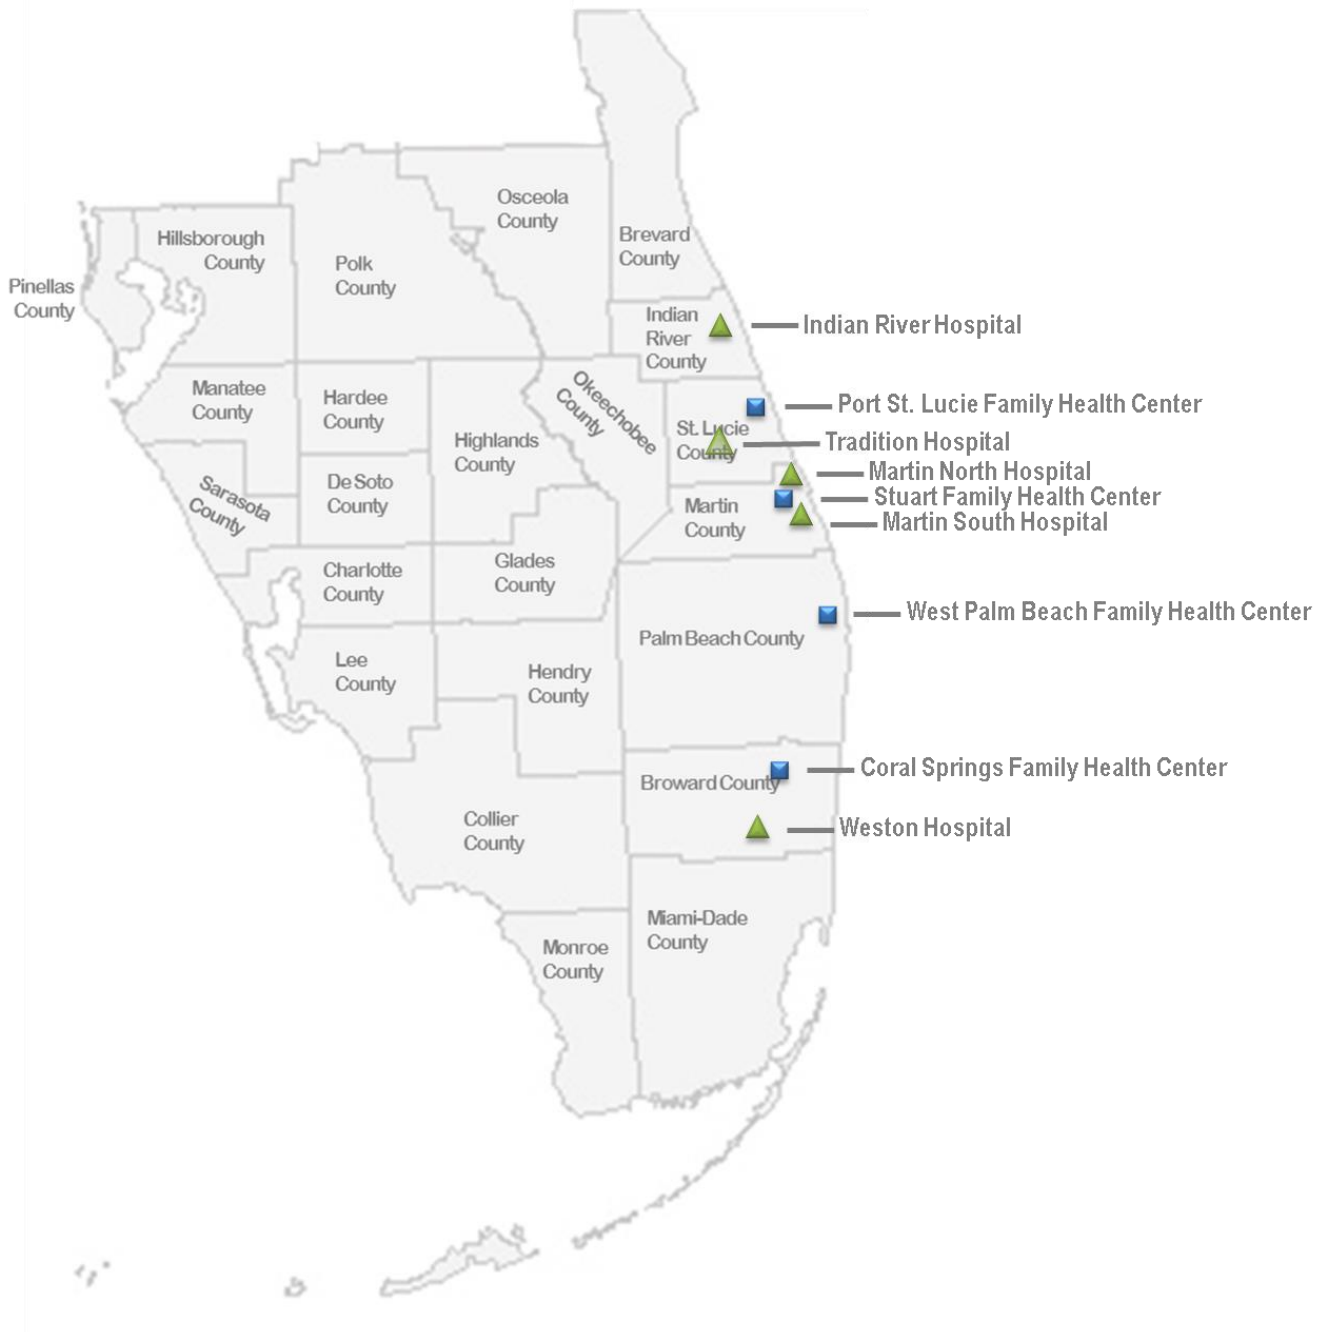 Osceola
County
Hillsborough
County
Brevard
County
Polk
County
Pinellas
County
Indian
River
County
Indian River Hospital
Manatee
County
Hardee
County
Okeechobee
County
Port St. Lucie Family Health Center
St. Lucie
County
Tradition Hospital
Highlands
County
Martin North Hospital
De Soto
County
Sarasota
County
Stuart Family Health Center
Martin
County
Martin South Hospital
Glades
County
Charlotte
County
West Palm Beach Family Health Center
Palm Beach County
Lee
County
Hendry
County
Coral Springs Family Health Center
Broward County
Collier
County
Weston Hospital
Miami-Dade
County
Monroe
County